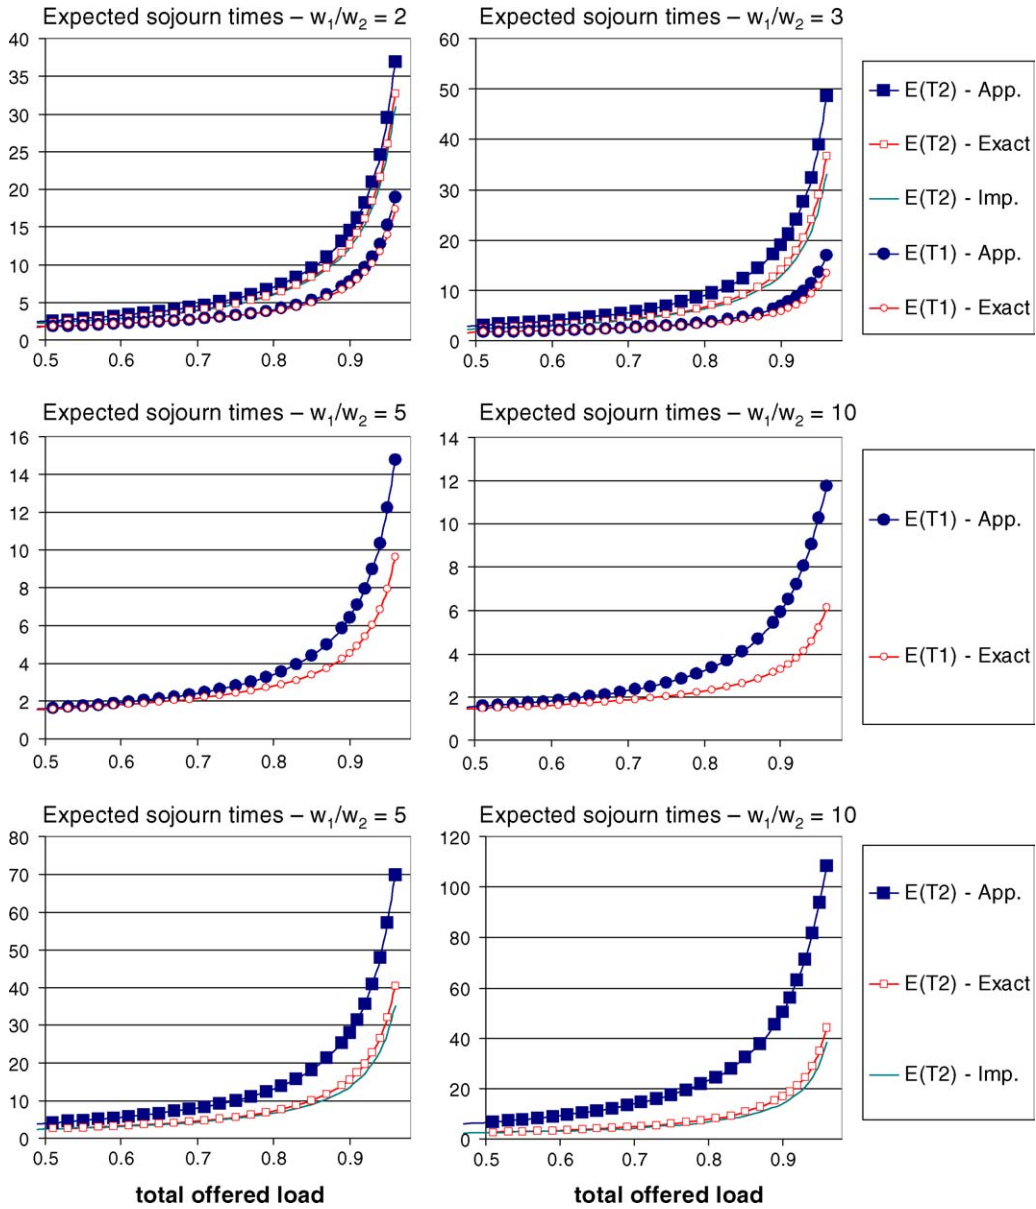 Expected sojourn times – w₁/w₂ = 2
40
35
30
25
20
15
10
5
0
0.5 0.6 0.7 0.8 0.9
Expected sojourn times – w₁/w₂ = 3
60
50
40
30
20
10
0
0.5 0.6 0.7 0.8 0.9
E(T2) - App.
E(T2) - Exact
E(T2) - Imp.
E(T1) - App.
E(T1) - Exact
Expected sojourn times – w₁/w₂ = 5
16
14
12
10
8
6
4
2
0
0.5 0.6 0.7 0.8 0.9
Expected sojourn times – w₁/w₂ = 10
14
12
10
8
6
4
2
0
0.5 0.6 0.7 0.8 0.9
E(T1) - App.
E(T1) - Exact
Expected sojourn times – w₁/w₂ = 5
80
70
60
50
40
30
20
10
0
0.5 0.6 0.7 0.8 0.9
total offered load
Expected sojourn times – w₁/w₂ = 10
120
100
80
60
40
20
0
0.5 0.6 0.7 0.8 0.9
total offered load
E(T2) - App.
E(T2) - Exact
E(T2) - Imp.